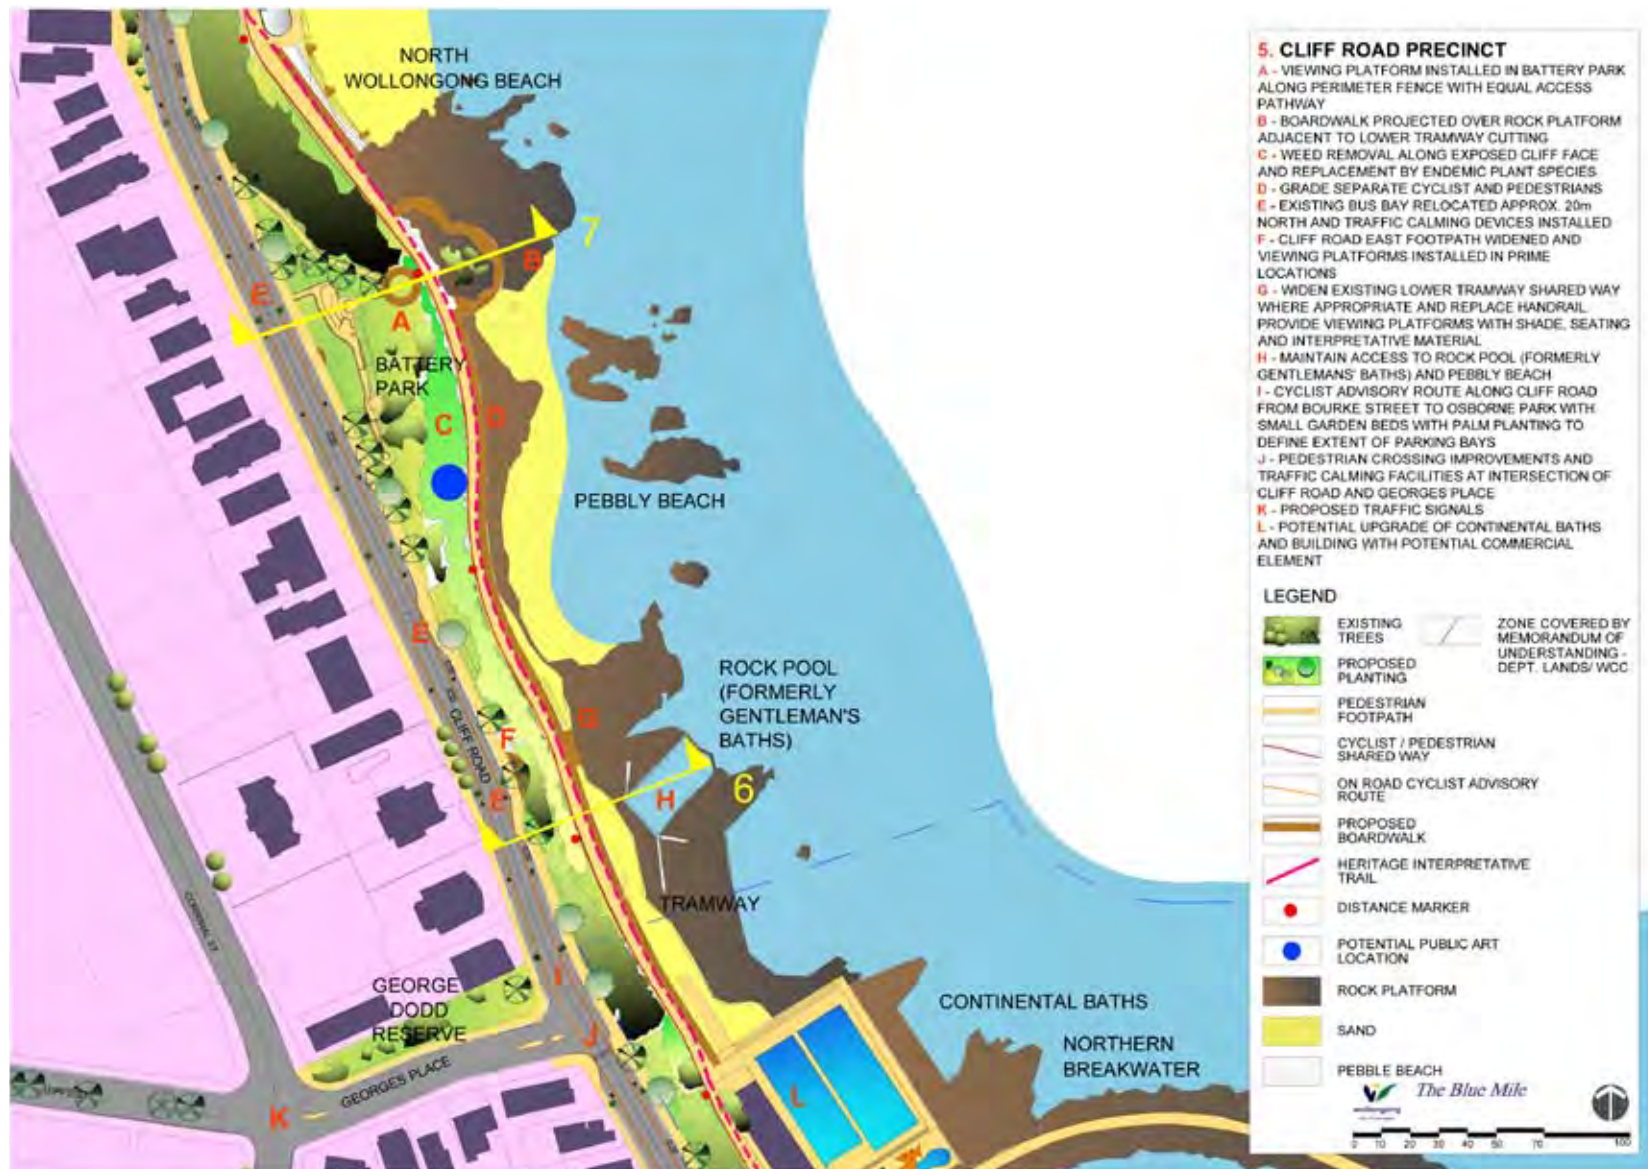 NORTH
WOLLONGONG BEACH
7
B
E
A
BATTERY
PARK
C
D
PEBBLY BEACH
E
ROCK POOL
(FORMERLY
GENTLEMAN'S
BATHS)
G
F
CLIFF ROAD
E
H
6
TRAMWAY
CORRIMAL ST
I
GEORGE
DODD
RESERVE
J
GEORGES PLACE
K
L
CONTINENTAL BATHS
NORTHERN
BREAKWATER
5. CLIFF ROAD PRECINCT
A - VIEWING PLATFORM INSTALLED IN BATTERY PARK
ALONG PERIMETER FENCE WITH EQUAL ACCESS
PATHWAY
B - BOARDWALK PROJECTED OVER ROCK PLATFORM
ADJACENT TO LOWER TRAMWAY CUTTING
C - WEED REMOVAL ALONG EXPOSED CLIFF FACE
AND REPLACEMENT BY ENDEMIC PLANT SPECIES
D - GRADE SEPARATE CYCLIST AND PEDESTRIANS
E - EXISTING BUS BAY RELOCATED APPROX. 20m
NORTH AND TRAFFIC CALMING DEVICES INSTALLED
F - CLIFF ROAD EAST FOOTPATH WIDENED AND
VIEWING PLATFORMS INSTALLED IN PRIME
LOCATIONS
G - WIDEN EXISTING LOWER TRAMWAY SHARED WAY
WHERE APPROPRIATE AND REPLACE HANDRAIL.
PROVIDE VIEWING PLATFORMS WITH SHADE, SEATING
AND INTERPRETATIVE MATERIAL
H - MAINTAIN ACCESS TO ROCK POOL (FORMERLY
GENTLEMANS' BATHS) AND PEBBLY BEACH
I - CYCLIST ADVISORY ROUTE ALONG CLIFF ROAD
FROM BOURKE STREET TO OSBORNE PARK WITH
SMALL GARDEN BEDS WITH PALM PLANTING TO
DEFINE EXTENT OF PARKING BAYS
J - PEDESTRIAN CROSSING IMPROVEMENTS AND
TRAFFIC CALMING FACILITIES AT INTERSECTION OF
CLIFF ROAD AND GEORGES PLACE
K - PROPOSED TRAFFIC SIGNALS
L - POTENTIAL UPGRADE OF CONTINENTAL BATHS
AND BUILDING WITH POTENTIAL COMMERCIAL
ELEMENT
LEGEND
EXISTING
TREES
ZONE COVERED BY
MEMORANDUM OF
UNDERSTANDING -
DEPT. LANDS/ WCC
PROPOSED
PLANTING
PEDESTRIAN
FOOTPATH
CYCLIST / PEDESTRIAN
SHARED WAY
ON ROAD CYCLIST ADVISORY
ROUTE
PROPOSED
BOARDWALK
HERITAGE INTERPRETATIVE
TRAIL
DISTANCE MARKER
POTENTIAL PUBLIC ART
LOCATION
ROCK PLATFORM
SAND
PEBBLE BEACH
The Blue Mile
wollongong
0 10 20 30 40 50 70 100